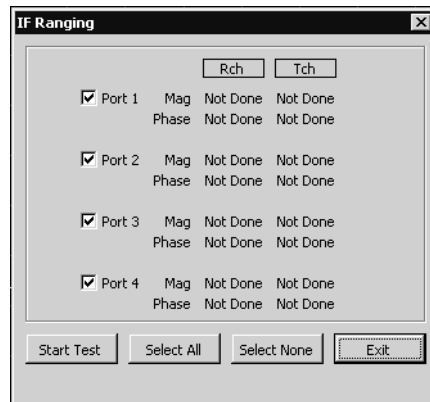 IF Ranging
Rch Tch
Port 1 Mag Not Done Not Done
Phase Not Done Not Done
Port 2 Mag Not Done Not Done
Phase Not Done Not Done
Port 3 Mag Not Done Not Done
Phase Not Done Not Done
Port 4 Mag Not Done Not Done
Phase Not Done Not Done
Start Test Select All Select None Exit